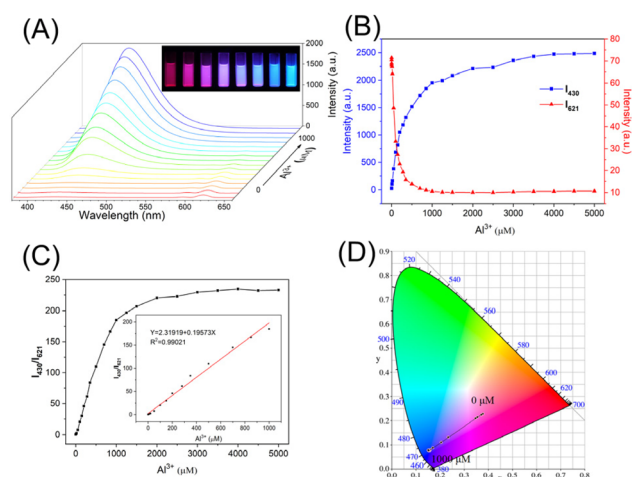 (A)
2000
1500
1000
500
0
Intensity (a.u.)
1000
Al3+ (μM)
0
400 450 500 550 600 650
Wavelength (nm)
(B)
2500
2000
1500
1000
500
0
Intensity (a.u.)
I430
I621
80
70
60
50
40
30
20
10
Intensity (a.u.)
0 1000 2000 3000 4000 5000
Al3+ (μM)
(C)
250
200
150
100
50
0
I430/I621
Y=2.31919+0.19573X
R2=0.99021
200
150
100
50
0
I430/I621
0 200 400 600 800 1000
Al3+ (μM)
0 1000 2000 3000 4000 5000
Al3+ (μM)
(D)
0.9
0.8
0.7
0.6
0.5
y
0.4
0.3
0.2
0.1
0.0
520
540
560
580
600
620
700
500
490
480
470
460
380
0 μM
1000 μM
0.0 0.1 0.2 0.3 0.4 0.5 0.6 0.7 0.8